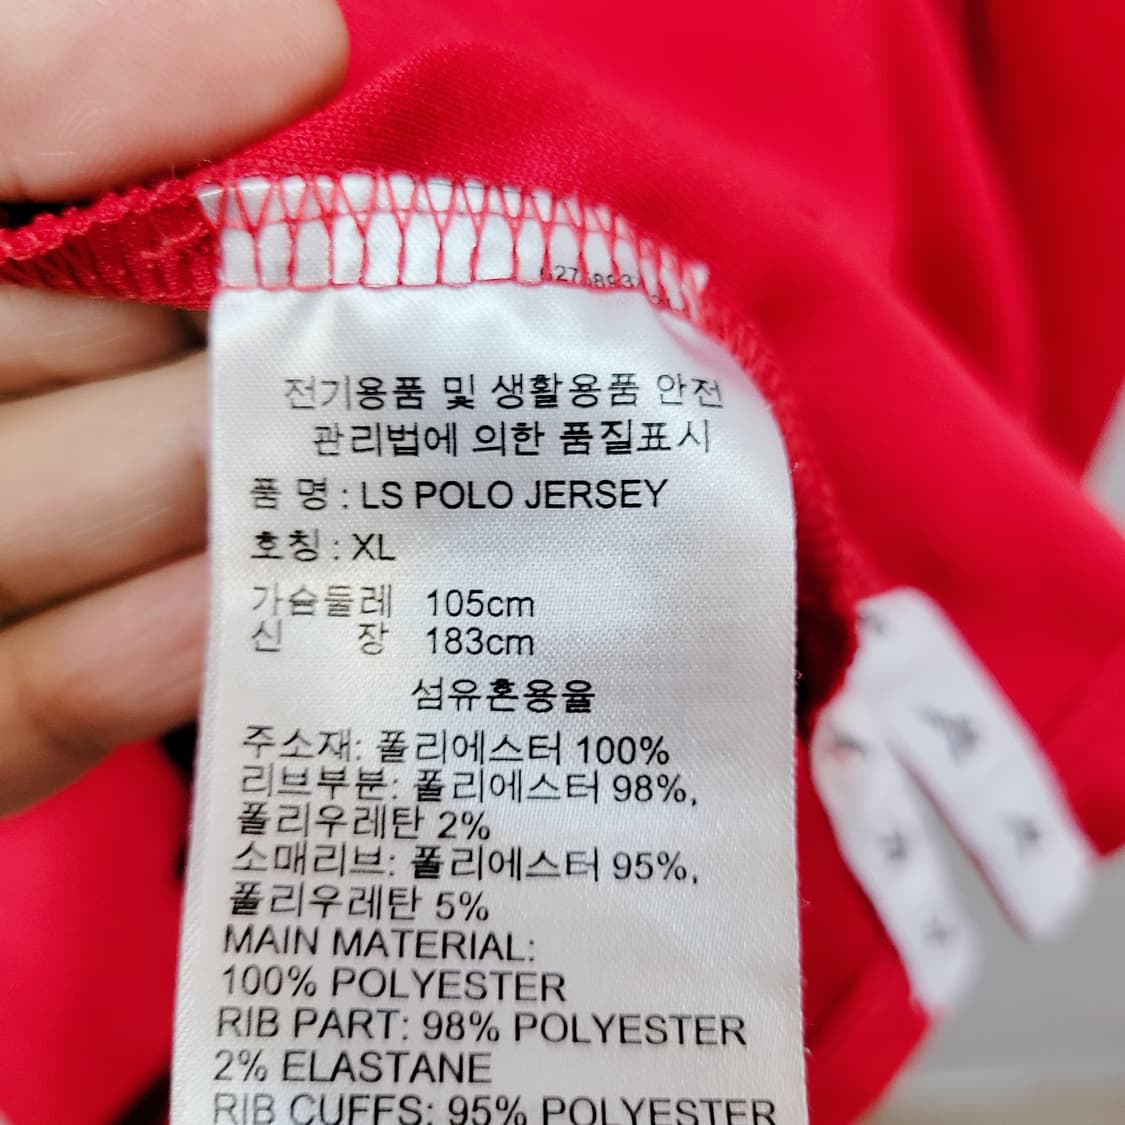 전기용품 및 생활용품 안전
관리법에 의한 품질표시
품 명 : LS POLO JERSEY
호칭 : XL
가슴둘레 105cm
신 장 183cm
섬유혼용율
주소재: 폴리에스터 100%
리브부분: 폴리에스터 98%,
폴리우레탄 2%
소매리브: 폴리에스터 95%,
폴리우레탄 5%
MAIN MATERIAL:
100% POLYESTER
RIB PART: 98% POLYESTER
2% ELASTANE
RIB CUFFS: 95% POLYESTER